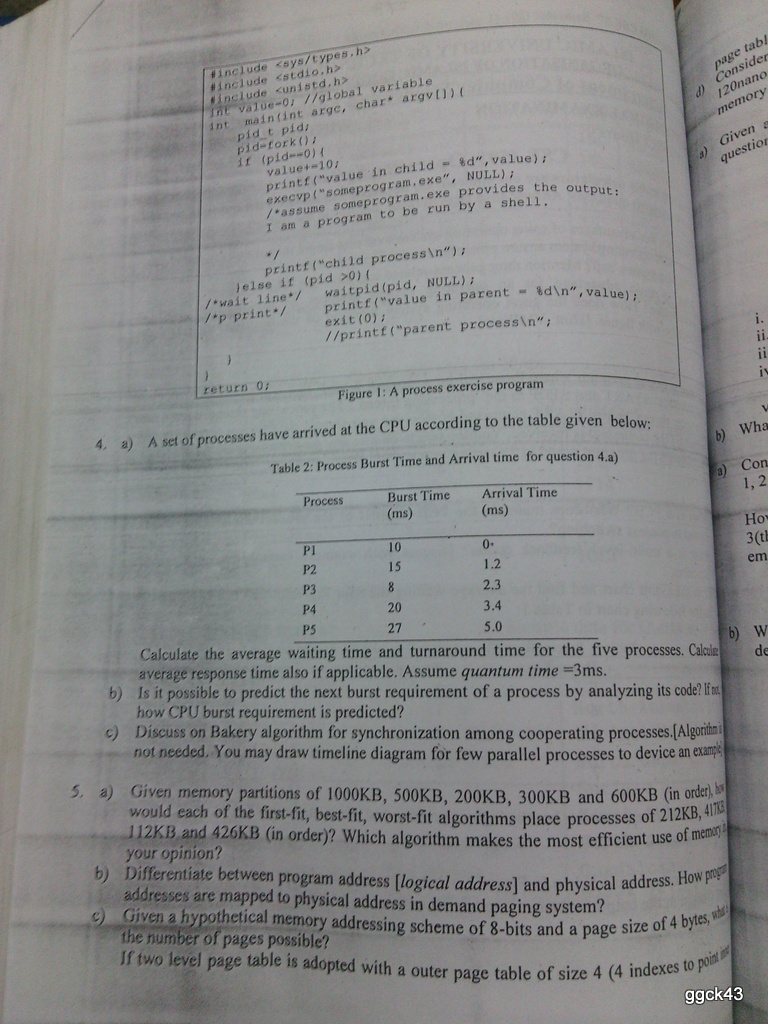 #include <sys/types.h>
#include <stdio.h>
#include <unistd.h>
int value=0; //global variable
int main(int argc, char* argv[]){
pid_t pid;
pid=fork();
if (pid==0){
value+=10;
printf("value in child = %d",value);
execvp("someprogram.exe", NULL);
/*assume someprogram.exe provides the output:
I am a program to be run by a shell.
*/
printf("child process\n");
}else if (pid >0){
/*wait line*/ waitpid(pid, NULL);
/*p print*/ printf("value in parent = %d\n",value);
exit(0);
//printf("parent process\n";
}
}
return 0;
Figure 1: A process exercise program
4. a) A set of processes have arrived at the CPU according to the table given below:
Table 2: Process Burst Time and Arrival time for question 4.a)
Process Burst Time (ms) Arrival Time (ms)
P1 10 0
P2 15 1.2
P3 8 2.3
P4 20 3.4
P5 27 5.0
Calculate the average waiting time and turnaround time for the five processes. Calculate
average response time also if applicable. Assume quantum time =3ms.
b) Is it possible to predict the next burst requirement of a process by analyzing its code? If not,
how CPU burst requirement is predicted?
c) Discuss on Bakery algorithm for synchronization among cooperating processes.[Algorithm is
not needed. You may draw timeline diagram for few parallel processes to device an example
5. a) Given memory partitions of 1000KB, 500KB, 200KB, 300KB and 600KB (in order), how
would each of the first-fit, best-fit, worst-fit algorithms place processes of 212KB, 417KB
112KB and 426KB (in order)? Which algorithm makes the most efficient use of memory
your opinion?
b) Differentiate between program address [logical address] and physical address. How program
addresses are mapped to physical address in demand paging system?
c) Given a hypothetical memory addressing scheme of 8-bits and a page size of 4 bytes,
the number of pages possible?
If two level page table is adopted with a outer page table of size 4 (4 indexes to point
page tabl
d) Consider
120nano
memory
a) Given a
question
i.
ii.
ii
iv
v
b) Wha
a) Con
1, 2
How
3(t
em
b) W
de
ggck43